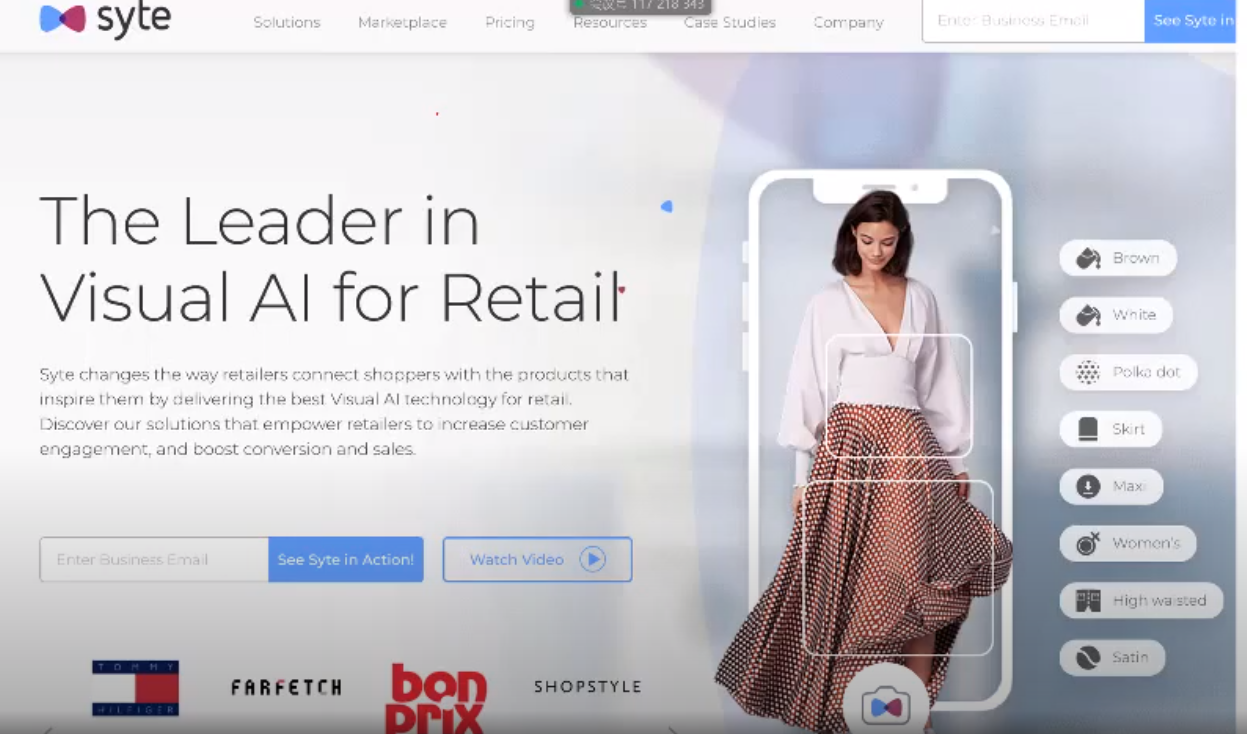 syte
Solutions Marketplace Pricing Resources Case Studies Company
Enter Business Email
See Syte in
The Leader in
Visual AI for Retail
Syte changes the way retailers connect shoppers with the products that
inspire them by delivering the best Visual AI technology for retail.
Discover our solutions that empower retailers to increase customer
engagement, and boost conversion and sales.
Enter Business Email
See Syte in Action!
Watch Video
TOMMY
HILFIGER
FARFETCH
bon
prix
SHOPSTYLE
Brown
White
Polka dot
Skirt
Maxi
Women's
High waisted
Satin